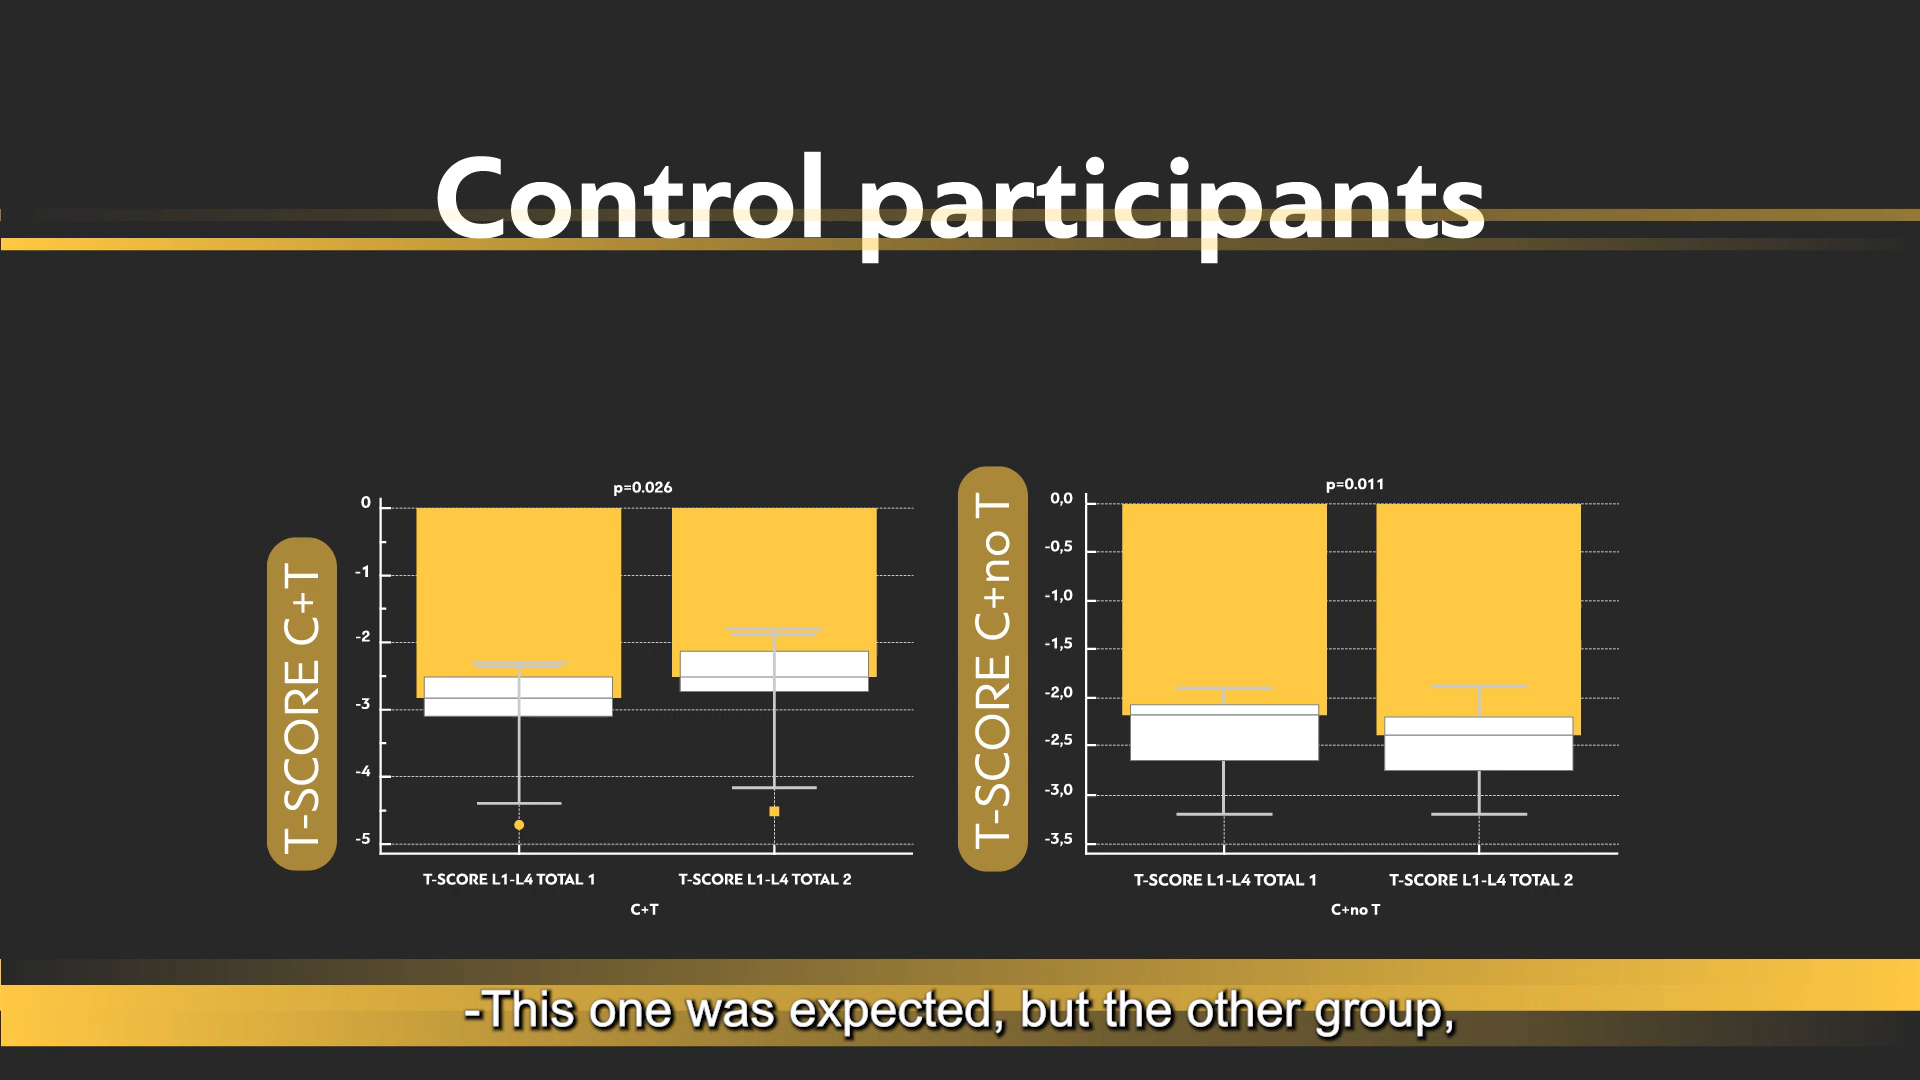 Control participants
T-SCORE C+T
p=0.026
0
-1
-2
-3
-4
-5
T-SCORE L1-L4 TOTAL 1
T-SCORE L1-L4 TOTAL 2
C+T
T-SCORE C+no T
p=0.011
0,0
-0,5
-1,0
-1,5
-2,0
-2,5
-3,0
-3,5
T-SCORE L1-L4 TOTAL 1
T-SCORE L1-L4 TOTAL 2
C+no T
-This one was expected, but the other group,